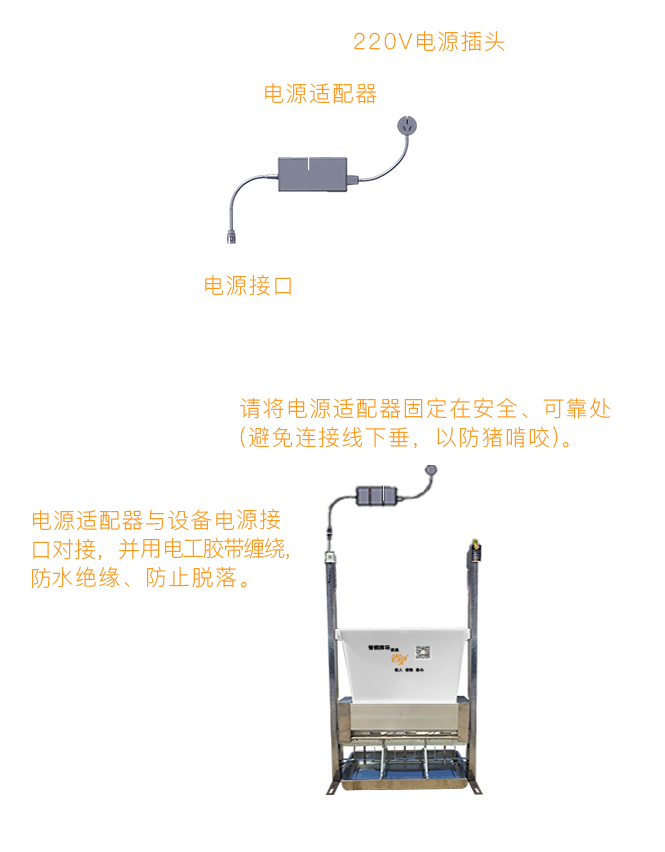 220V电源插头
电源适配器
电源接口
请将电源适配器固定在安全、可靠处
(避免连接线下垂，以防猪啃咬)。
电源适配器与设备电源接
口对接，并用电工胶带缠绕,
防水绝缘、防止脱落。